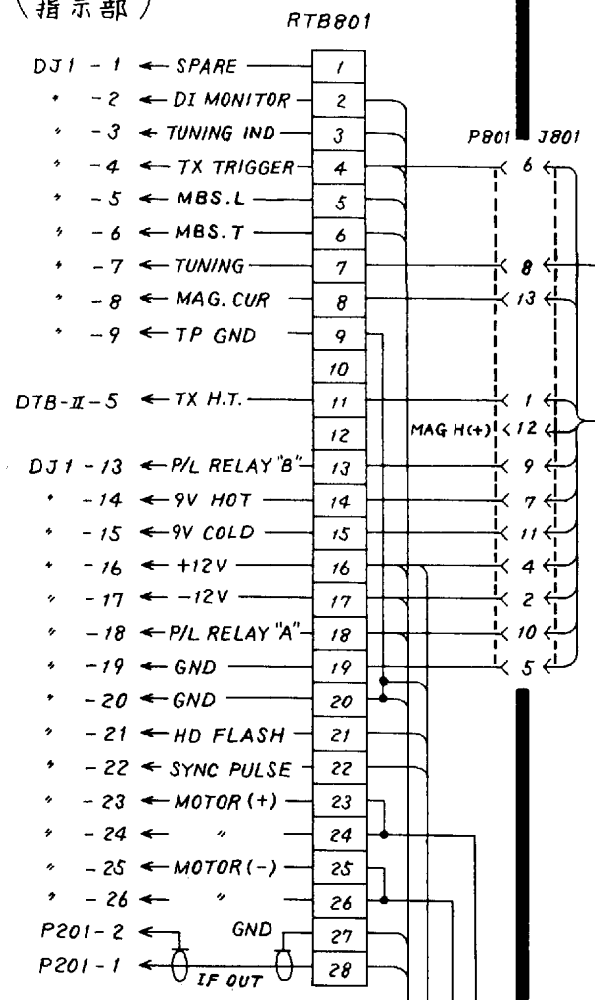 (指示部)
RTB801
P801 J801
DJ1 - 1 ← SPARE 1
〃 - 2 ← DI MONITOR 2
〃 - 3 ← TUNING IND 3
〃 - 4 ← TX TRIGGER 4 6
〃 - 5 ← MBS.L 5
〃 - 6 ← MBS.T 6
〃 - 7 ← TUNING 7 8
〃 - 8 ← MAG.CUR 8 13
〃 - 9 ← TP GND 9
10
DTB-II-5 ← TX H.T. 11 1
12 MAG H(+) 12
DJ1 - 13 ← P/L RELAY "B" 13 9
〃 - 14 ← 9V HOT 14 7
〃 - 15 ← 9V COLD 15 11
〃 - 16 ← +12V 16 4
〃 - 17 ← -12V 17 2
〃 - 18 ← P/L RELAY "A" 18 10
〃 - 19 ← GND 19 5
〃 - 20 ← GND 20
〃 - 21 ← HD FLASH 21
〃 - 22 ← SYNC PULSE 22
〃 - 23 ← MOTOR (+) 23
〃 - 24 ← 〃 24
〃 - 25 ← MOTOR (-) 25
〃 - 26 ← 〃 26
P201 - 2 ← GND 27
P201 - 1 ← IF OUT 28